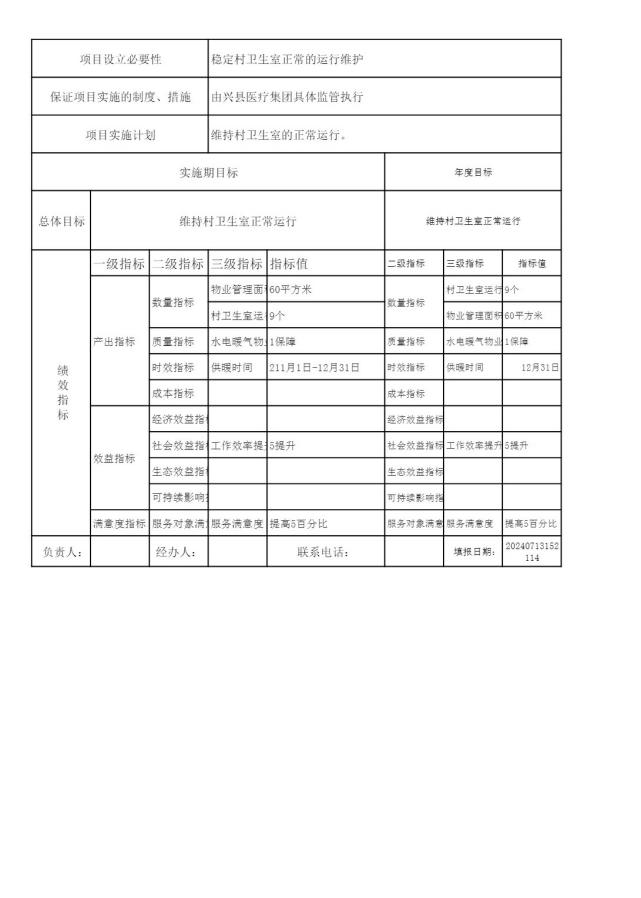 项目设立必要性 稳定村卫生室正常的运行维护
保证项目实施的制度、措施 由兴县医疗集团具体监管执行
项目实施计划 维持村卫生室的正常运行。
实施期目标 年度目标
总体目标 维持村卫生室正常运行 维持村卫生室正常运行
绩效指标
一级指标 二级指标 三级指标 指标值 二级指标 三级指标 指标值
产出指标 数量指标 物业管理面 60平方米 数量指标 村卫生室运行 9个
村卫生室运 9个 物业管理面积 60平方米
质量指标 水电暖气物业 1保障 质量指标 水电暖气物业 1保障
时效指标 供暖时间 211月1日-12月31日 时效指标 供暖时间 12月31日
成本指标 成本指标
效益指标 经济效益指标 经济效益指标
社会效益指标 工作效率提 5提升 社会效益指标 工作效率提升 5提升
生态效益指标 生态效益指标
可持续影响 可持续影响指
满意度指标 服务对象满 服务满意度 提高5百分比 服务对象满意 服务满意度 提高5百分比
负责人: 经办人: 联系电话: 填报日期: 20240713152
114